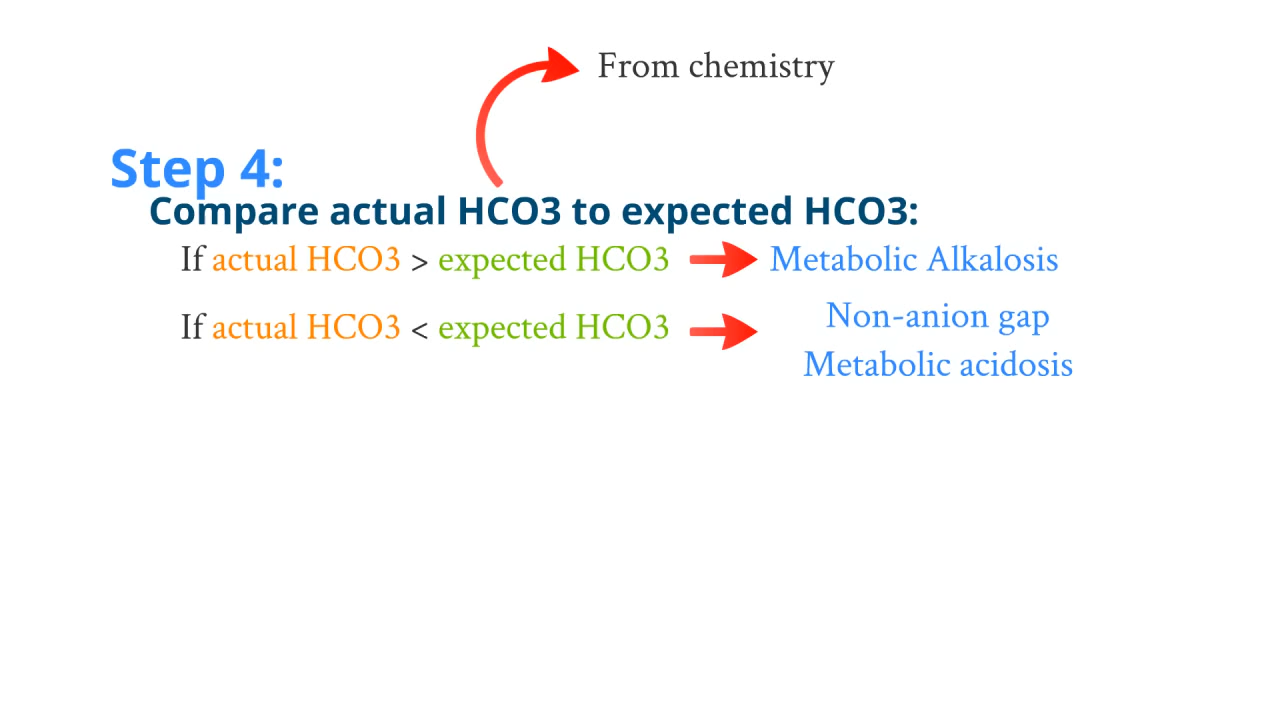 From chemistry
Step 4:
Compare actual HCO3 to expected HCO3:
If actual HCO3 > expected HCO3 Metabolic Alkalosis
If actual HCO3 < expected HCO3 Non-anion gap
Metabolic acidosis